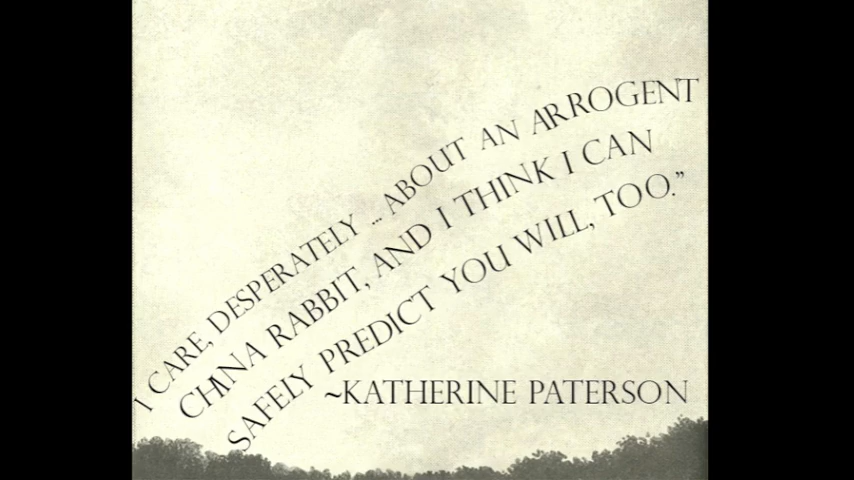 I CARE, DESPERATELY ... ABOUT AN ARROGENT
CHINA RABBIT, AND I THINK I CAN
SAFELY PREDICT YOU WILL, TOO."
~KATHERINE PATERSON